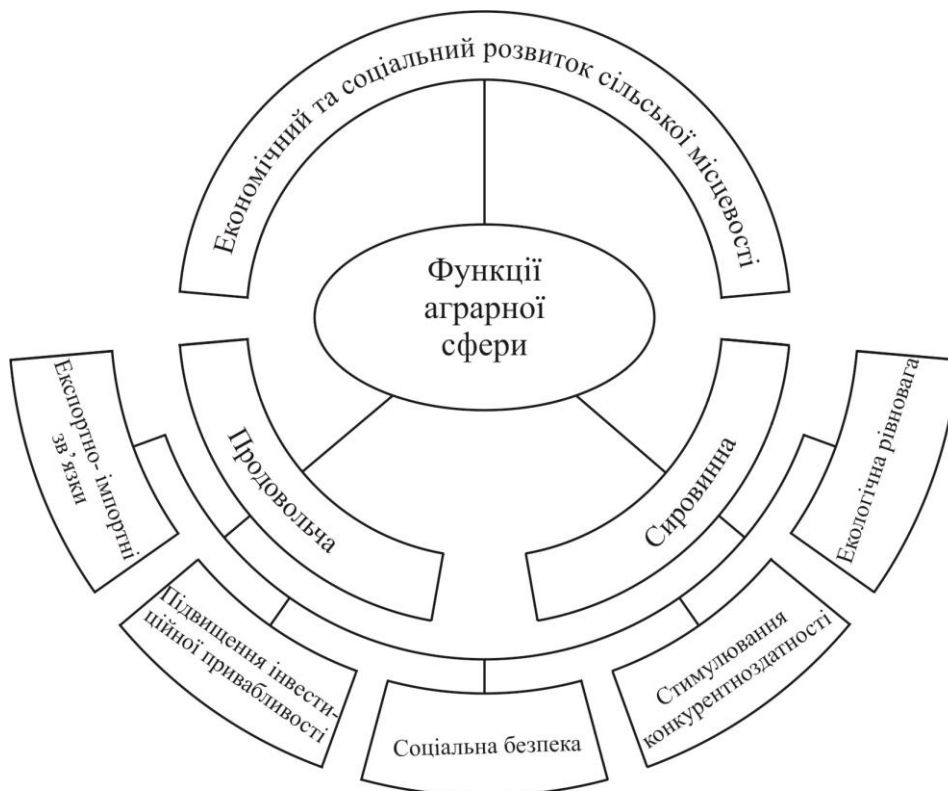 Економічний та соціальний розвиток сільської місцевості
Функції
аграрної
сфери
Продовольча
Сировинна
Експортно- імпортні
зв’язки
Підвищення інвести-
ційної привабливості
Соціальна безпека
Стимулювання
конкурентноздатності
Екологічна рівновага